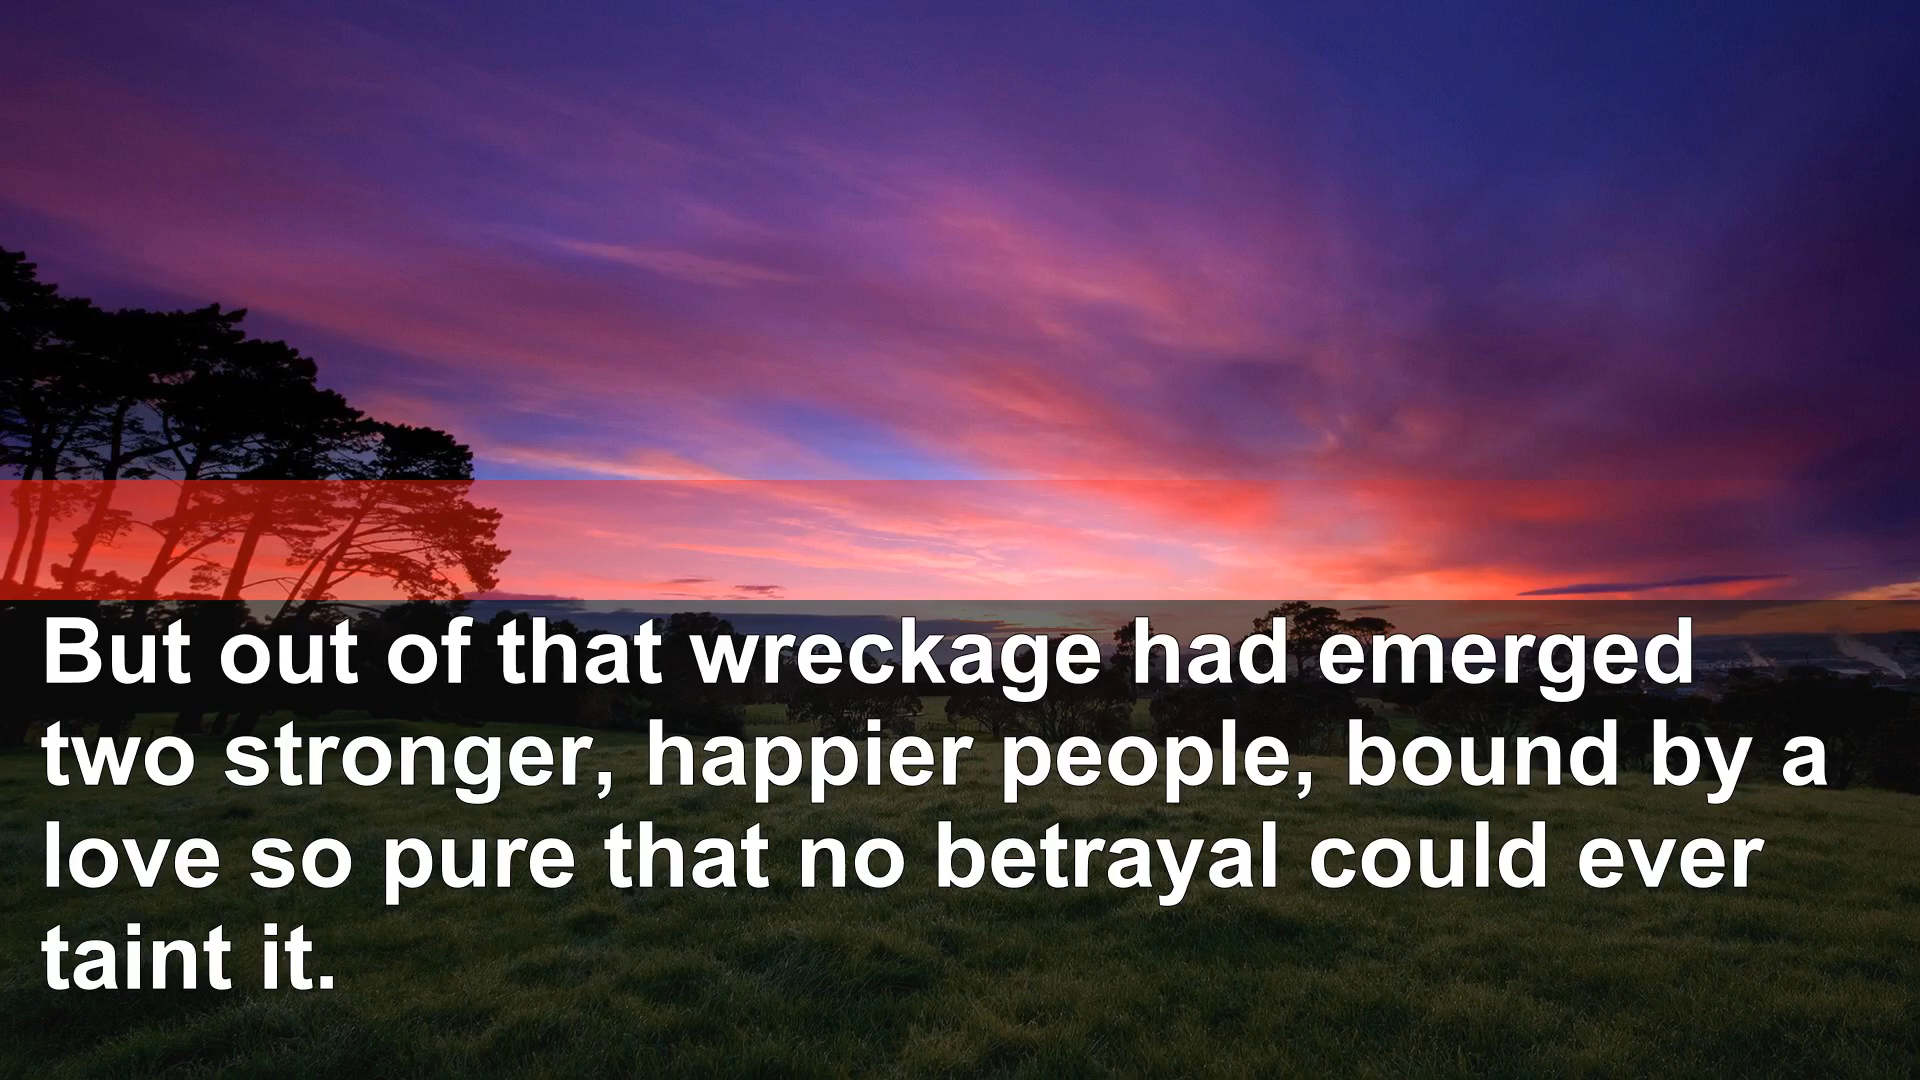 But out of that wreckage had emerged
two stronger, happier people, bound by a
love so pure that no betrayal could ever
taint it.